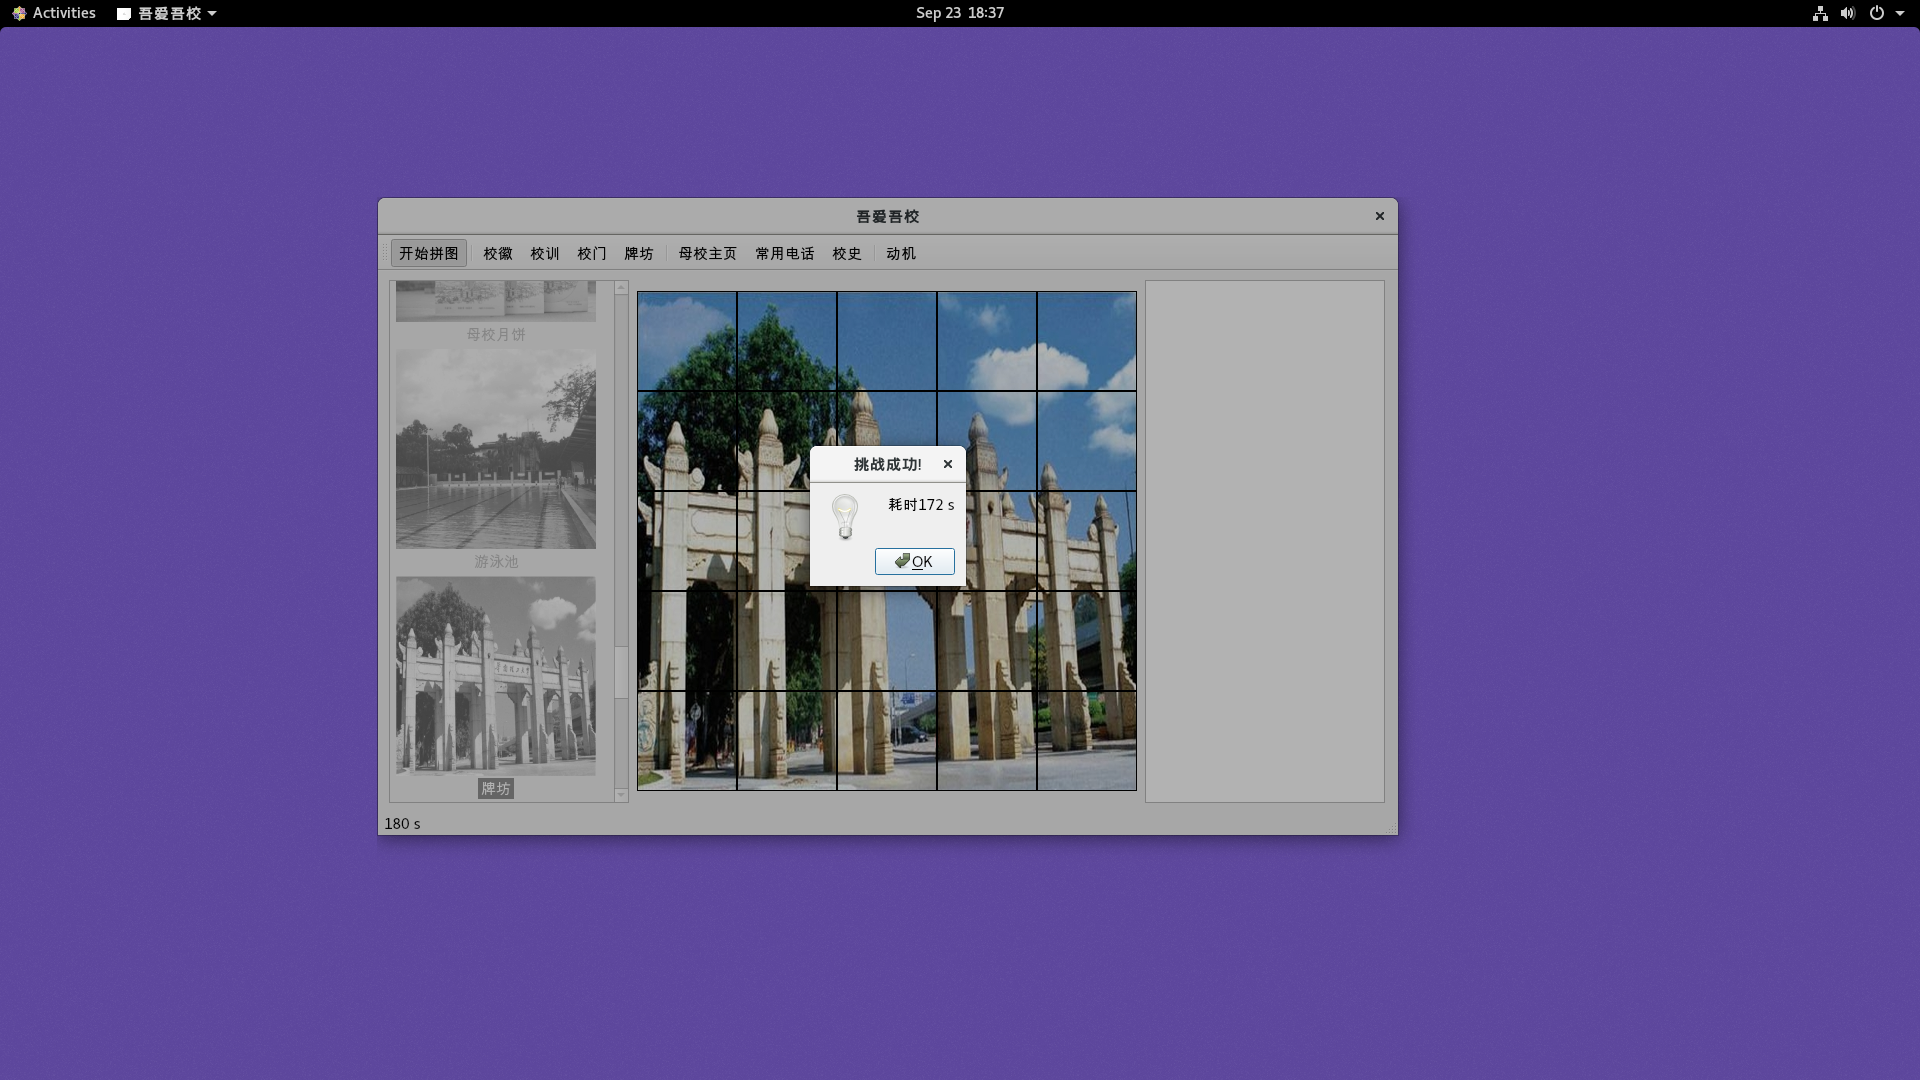 Activities
吾爱吾校
Sep 23 18:37
吾爱吾校
开始拼图 校徽 校训 校门 牌坊 母校主页 常用电话 校史 动机
母校月饼
游泳池
牌坊
挑战成功!
耗时172 s
OK
180 s